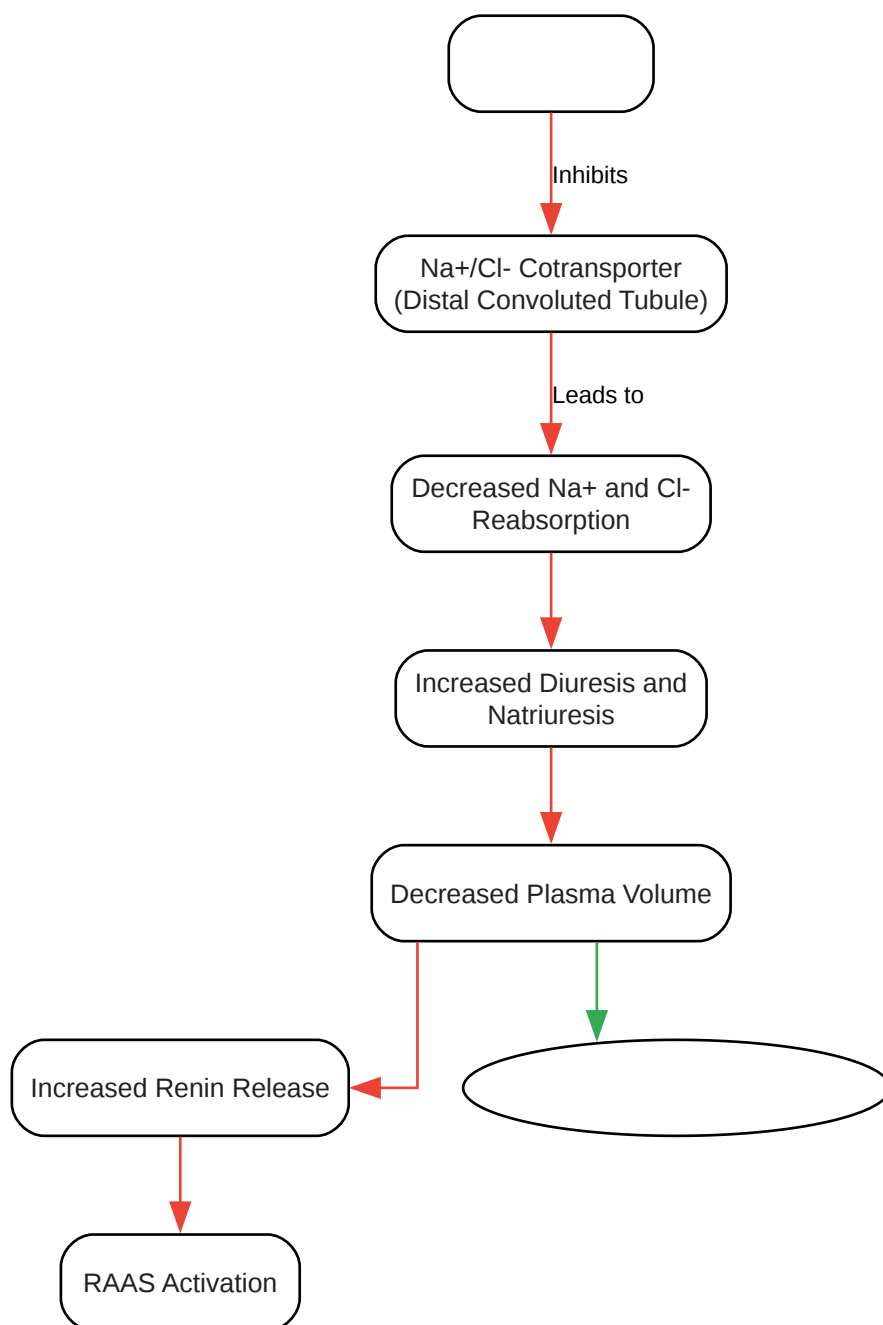 Inhibits
Na+/Cl- Cotransporter
(Distal Convoluted Tubule)
Leads to
Decreased Na+ and Cl-
Reabsorption
Increased Diuresis and
Natriuresis
Decreased Plasma Volume
Increased Renin Release
RAAS Activation